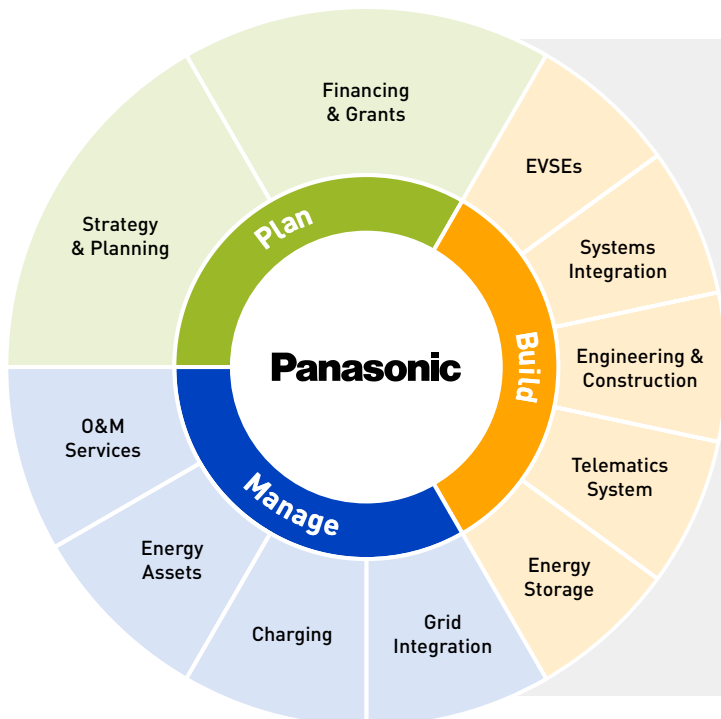 Financing
& Grants
EVSEs
Strategy
& Planning
Plan
Systems
Integration
Build
Panasonic
Engineering &
Construction
O&M
Services
Telematics
System
Manage
Energy
Assets
Energy
Storage
Charging
Grid
Integration